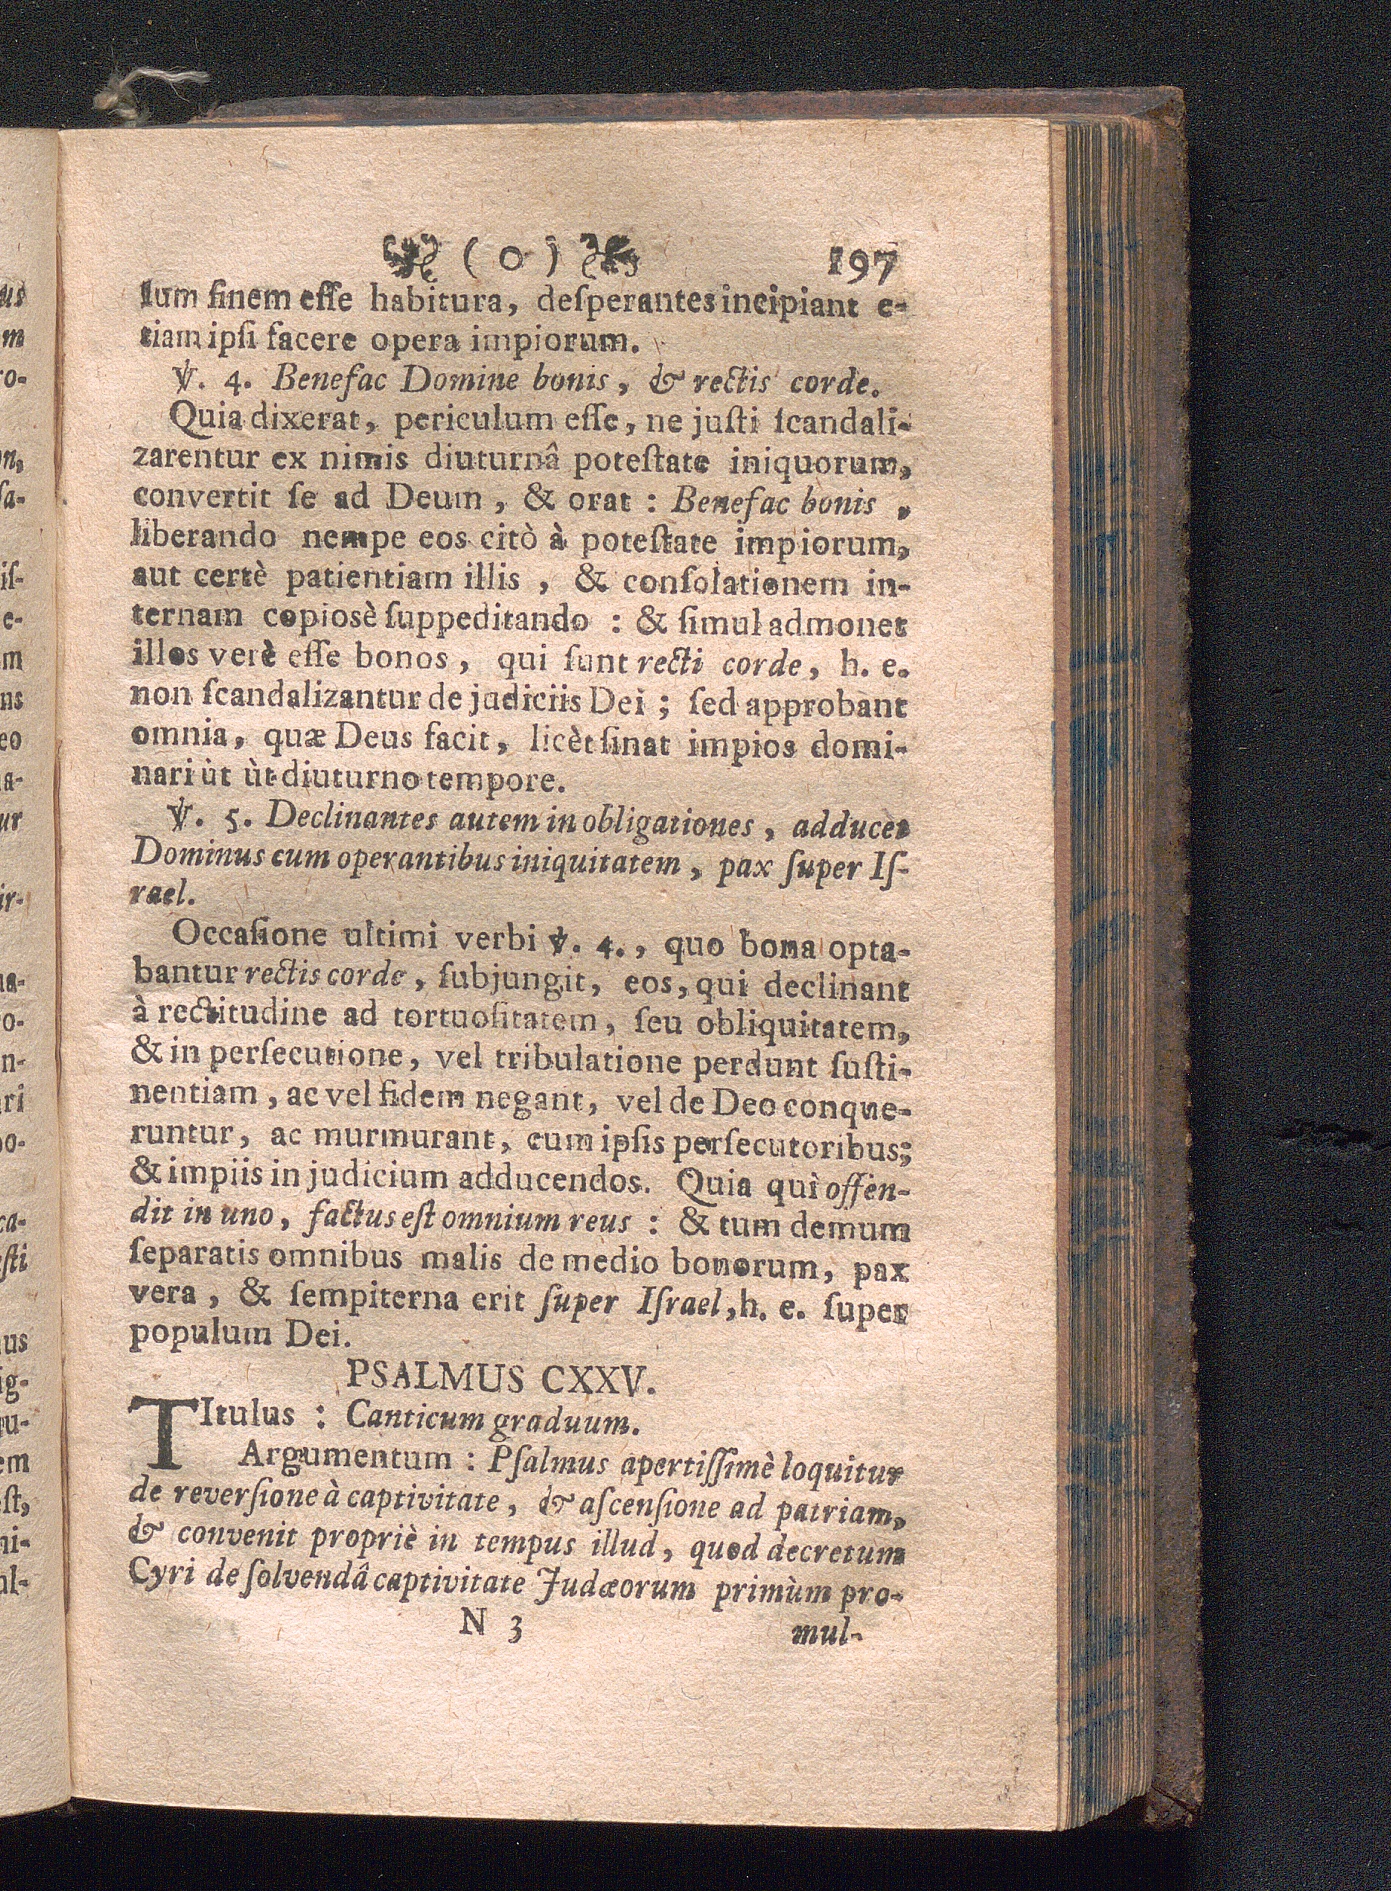 ( o ) 197
lum finem eſſe habitura, deſperantes incipiant e-
tiam ipſi facere opera impiorum.
℣. 4. Benefac Domine bonis, & rectis corde.
Quia dixerat, periculum eſſe, ne juſti ſcandali-
zarentur ex nimis diuturnâ poteſtate iniquorum,
convertit ſe ad Deum, & orat : Benefac bonis,
liberando nempe eos citò à poteſtate impiorum,
aut certè patientiam illis, & conſolationem in-
ternam copiosè ſuppeditando : & ſimul admonet
illos verè eſſe bonos, qui ſunt recti corde, h. e.
non ſcandalizantur de judiciis Dei ; ſed approbant
omnia, quæ Deus facit, licèt ſinat impios domi-
nari ùt ùt diuturno tempore.
℣. 5. Declinantes autem in obligationes, adducet
Dominus cum operantibus iniquitatem, pax ſuper Iſ-
rael.
Occaſione ultimi verbi ℣. 4., quo bona opta-
bantur rectis corde, ſubjungit, eos, qui declinant
à rectitudine ad tortuoſitatem, ſeu obliquitatem,
& in perſecutione, vel tribulatione perdunt ſuſti-
nentiam, ac vel fidem negant, vel de Deo conque-
runtur, ac murmurant, cum ipſis perſecutoribus;
& impiis in judicium adducendos. Quia qui offen-
dit in uno, factus eſt omnium reus : & tum demum
ſeparatis omnibus malis de medio bonorum, pax
vera, & ſempiterna erit ſuper Iſrael, h. e. ſuper
populum Dei.
PSALMUS CXXV.
TItulus : Canticum graduum.
Argumentum : Pſalmus apertiſſimè loquitur
de reverſione à captivitate, & aſcenſione ad patriam,
& convenit propriè in tempus illud, quod decretum
Cyri de ſolvendâ captivitate Judæorum primùm pro-
N 3 mul-